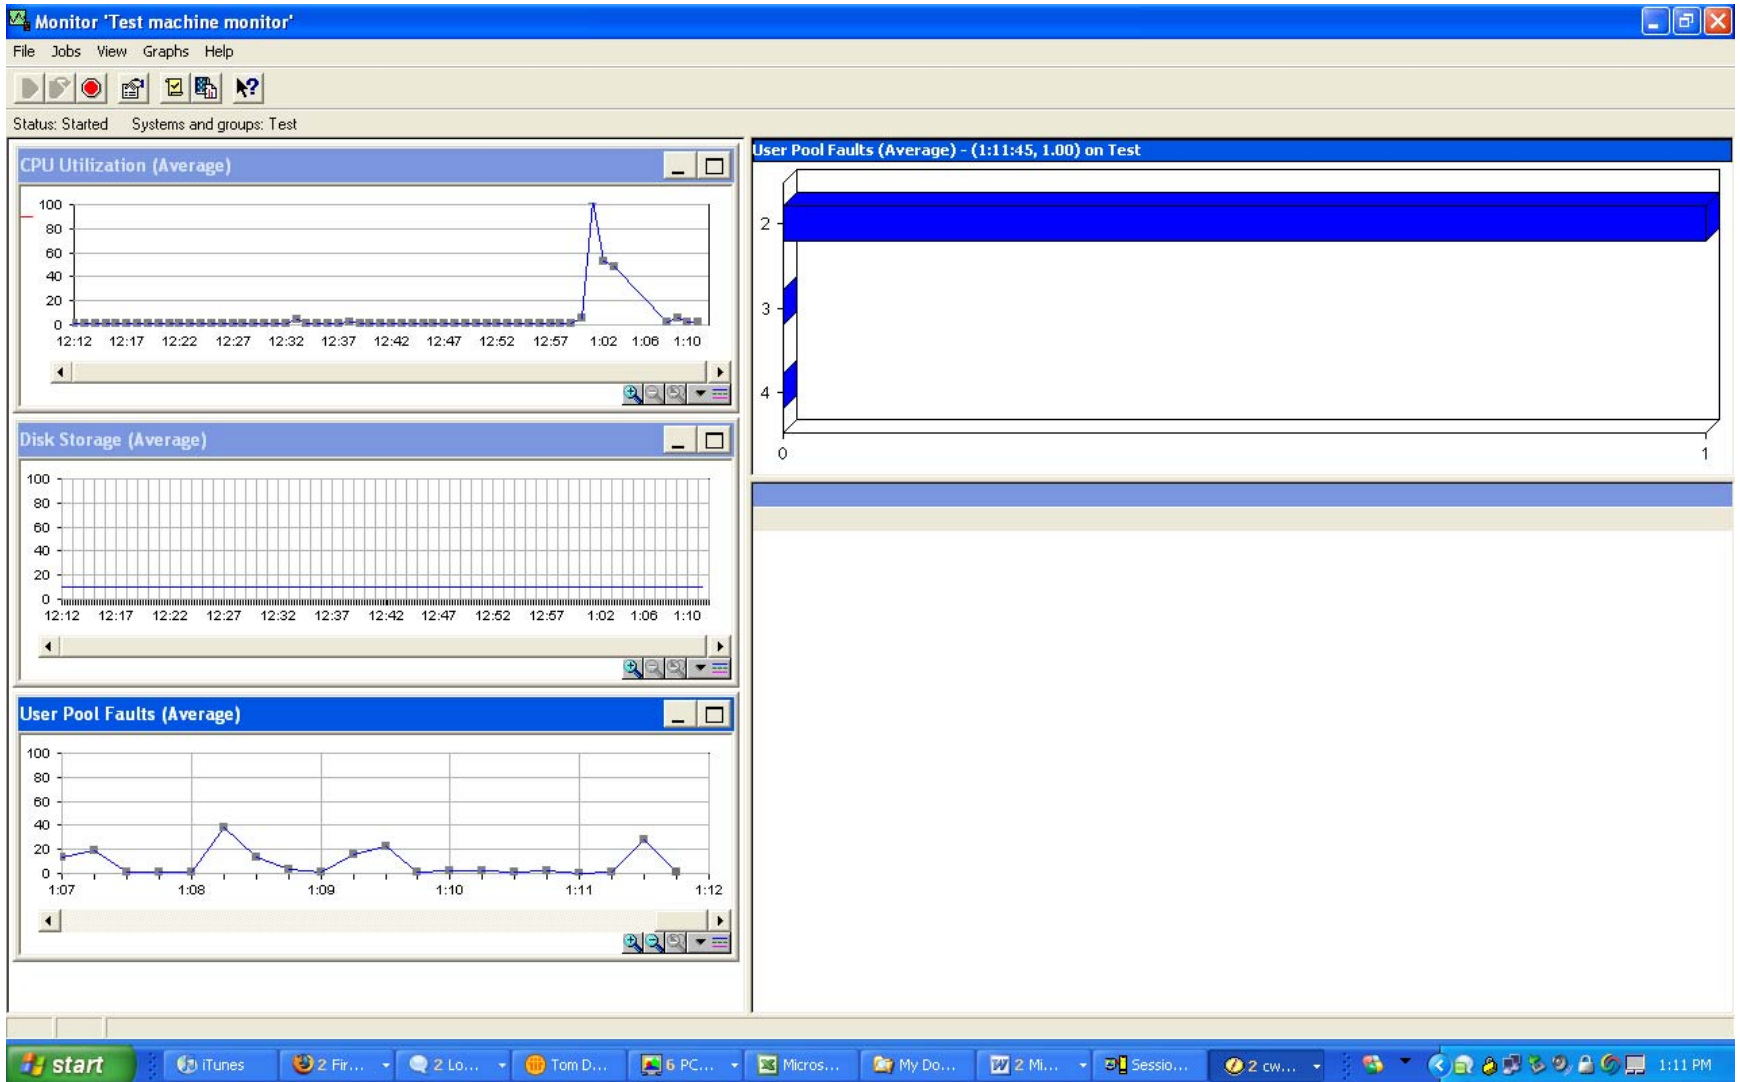 Monitor 'Test machine monitor'
File Jobs View Graphs Help
Status: Started Systems and groups: Test
CPU Utilization (Average)
100
80
60
40
20
0
12:12 12:17 12:22 12:27 12:32 12:37 12:42 12:47 12:52 12:57 1:02 1:06 1:10
Disk Storage (Average)
100
80
60
40
20
0
12:12 12:17 12:22 12:27 12:32 12:37 12:42 12:47 12:52 12:57 1:02 1:06 1:10
User Pool Faults (Average)
100
80
60
40
20
0
1:07 1:08 1:09 1:10 1:11 1:12
User Pool Faults (Average) - (1:11:45, 1.00) on Test
2
3
4
0 1
start iTunes 2 Fir... 2 Lo... Tom D... 6 PC... Micros... My Do... 2 Mi... Sessio... 2 cw... 1:11 PM